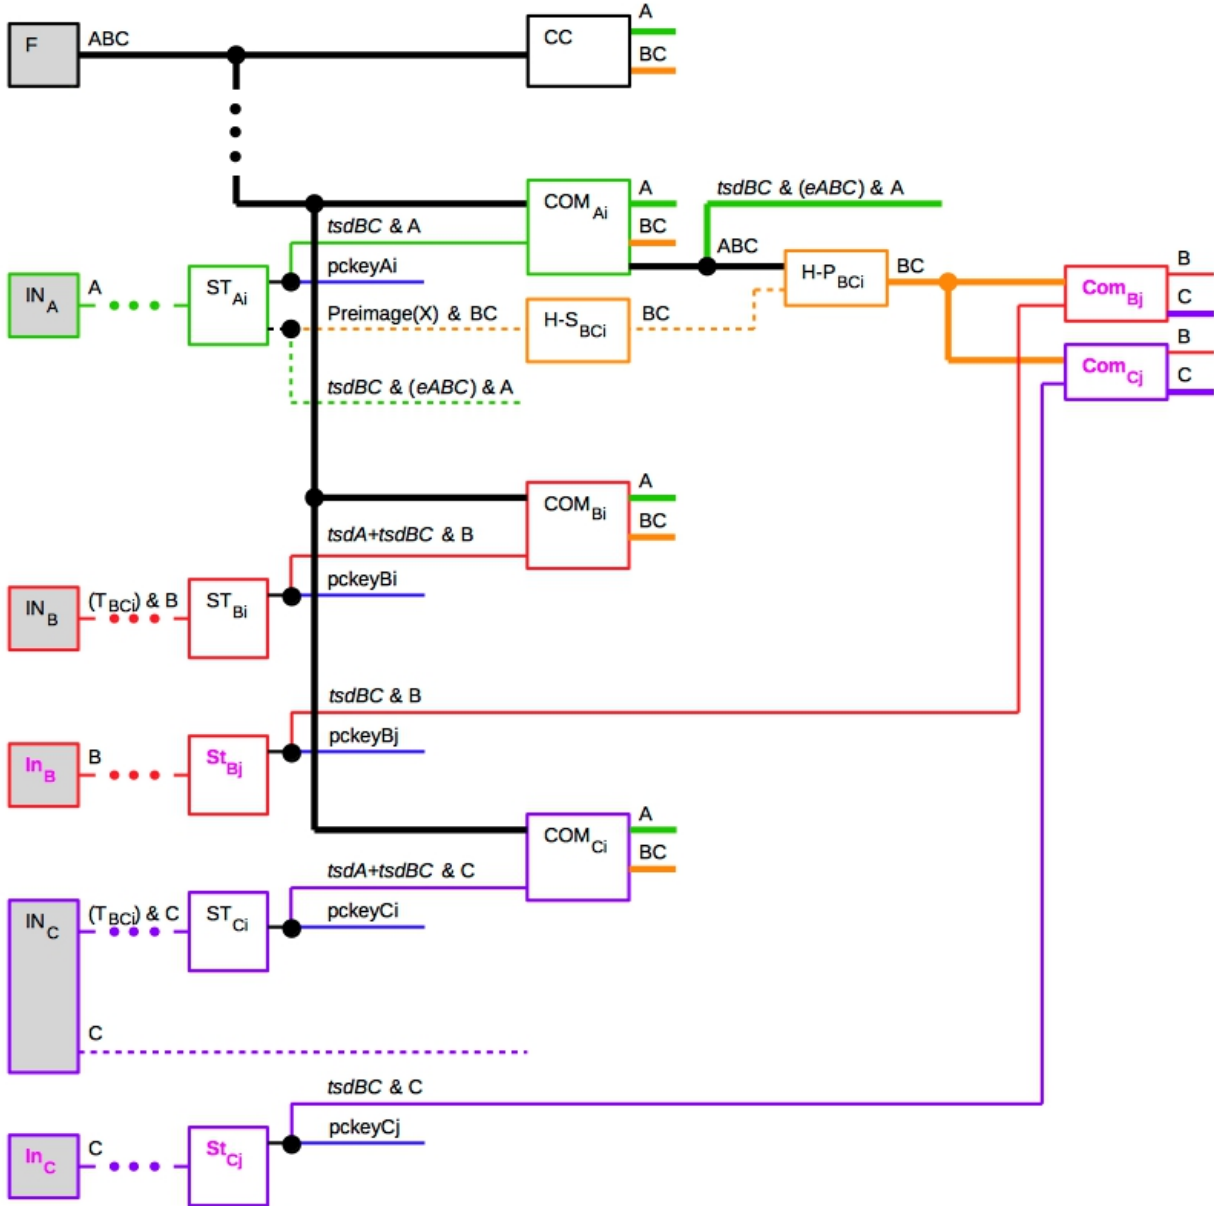 F
ABC
CC
A
BC
COM Ai
A
BC
tsdBC & (eABC) & A
tsdBC & A
ABC
IN A
A
ST Ai
pckeyAi
H-P BCi
BC
Com Bj
B
C
Preimage(X) & BC
H-S BCi
BC
Com Cj
B
C
tsdBC & (eABC) & A
COM Bi
A
BC
tsdA+tsdBC & B
IN B
(T BCi) & B
ST Bi
pckeyBi
tsdBC & B
In B
B
St Bj
pckeyBj
COM Ci
A
BC
tsdA+tsdBC & C
IN C
(T BCi) & C
ST Ci
pckeyCi
C
tsdBC & C
In C
C
St Cj
pckeyCj